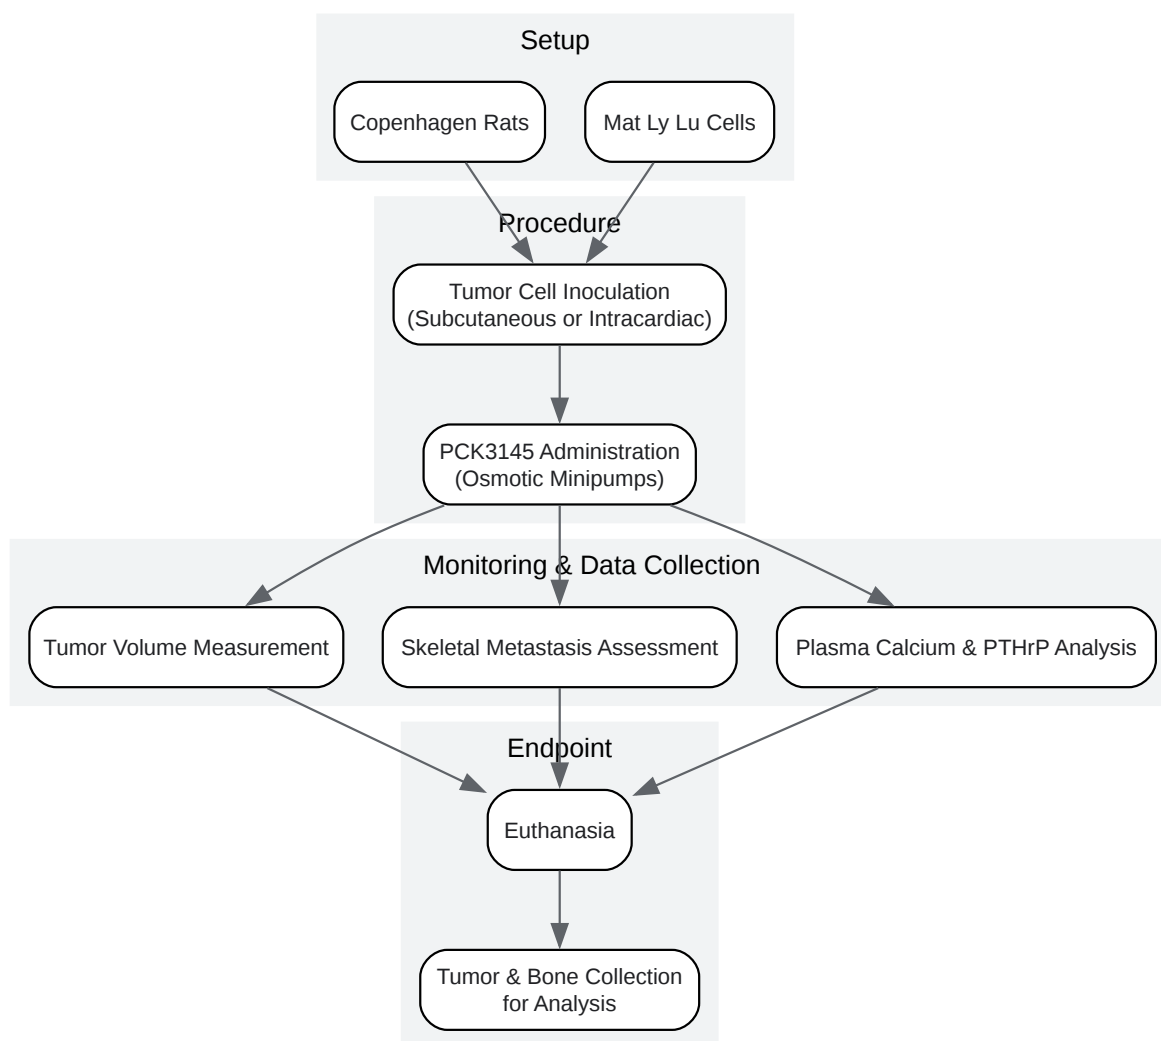 Setup
Copenhagen Rats
Mat Ly Lu Cells
Procedure
Tumor Cell Inoculation
(Subcutaneous or Intracardiac)
PCK3145 Administration
(Osmotic Minipumps)
Monitoring & Data Collection
Tumor Volume Measurement
Skeletal Metastasis Assessment
Plasma Calcium & PTHrP Analysis
Endpoint
Euthanasia
Tumor & Bone Collection
for Analysis